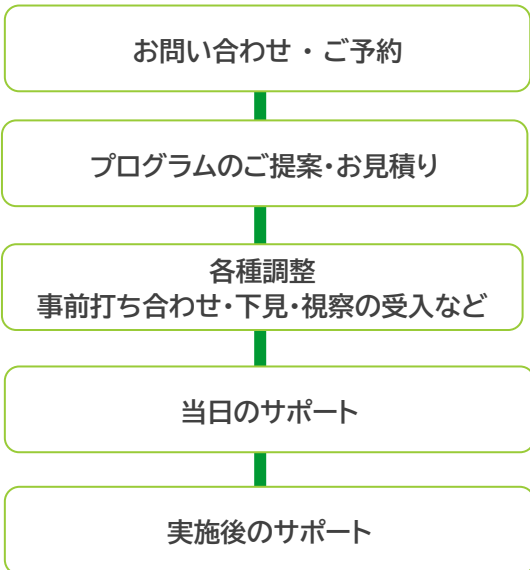 お問い合わせ ・ ご予約
プログラムのご提案・お見積り
各種調整
事前打ち合わせ・下見・視察の受入など
当日のサポート
実施後のサポート